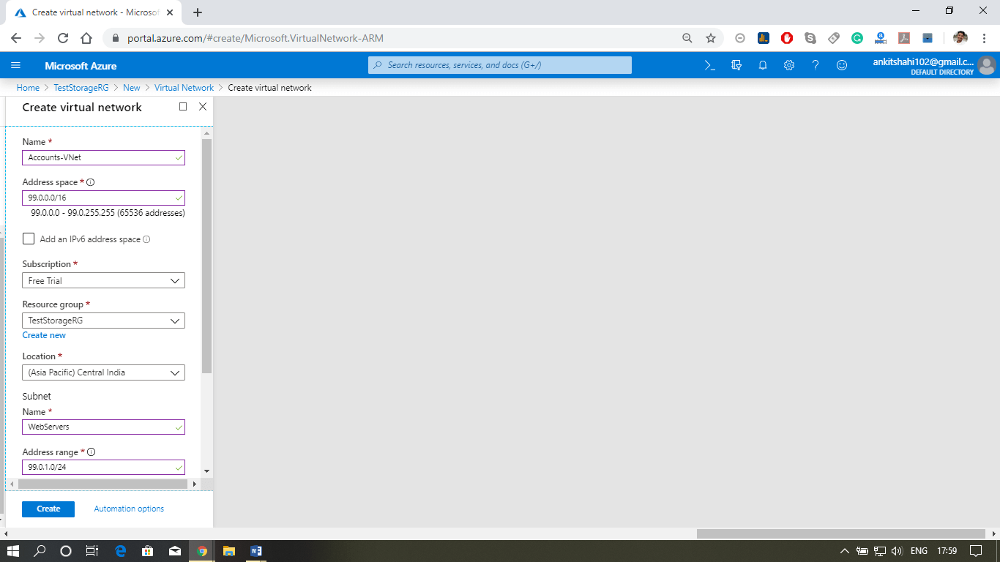 Create virtual network - Microsof
portal.azure.com/#create/Microsoft.VirtualNetwork-ARM
Microsoft Azure
Search resources, services, and docs (G+/)
ankitshahi102@gmail.c...
DEFAULT DIRECTORY
Home > TestStorageRG > New > Virtual Network > Create virtual network
Create virtual network
Name *
Accounts-VNet
Address space *
99.0.0.0/16
99.0.0.0 - 99.0.255.255 (65536 addresses)
Add an IPv6 address space
Subscription *
Free Trial
Resource group *
TestStorageRG
Create new
Location *
(Asia Pacific) Central India
Subnet
Name *
WebServers
Address range *
99.0.1.0/24
Create
Automation options
ENG
17:59